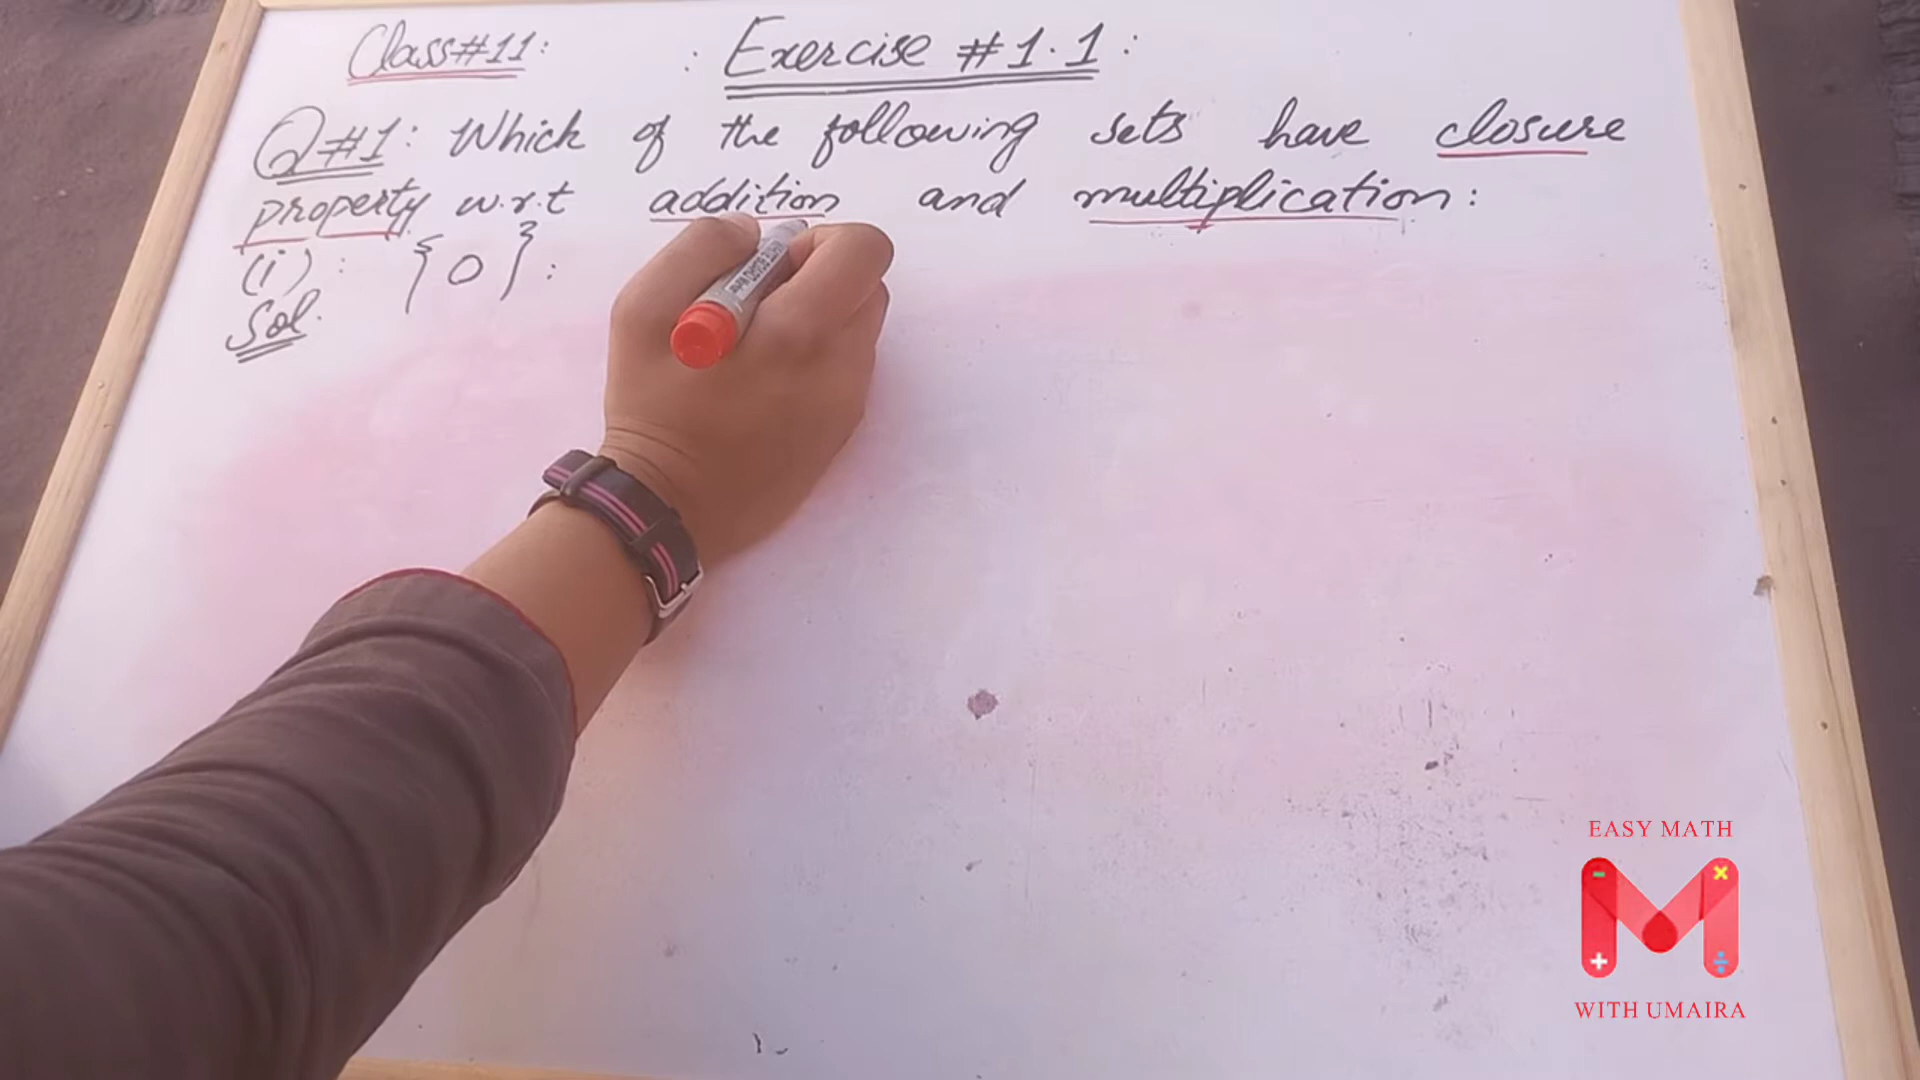 Class#11: : Exercise #1.1:
Q#1: Which of the following sets have closure
property w.r.t addition and multiplication:
(i): {0}:
Sol.
EASY MATH
M
WITH UMAIRA